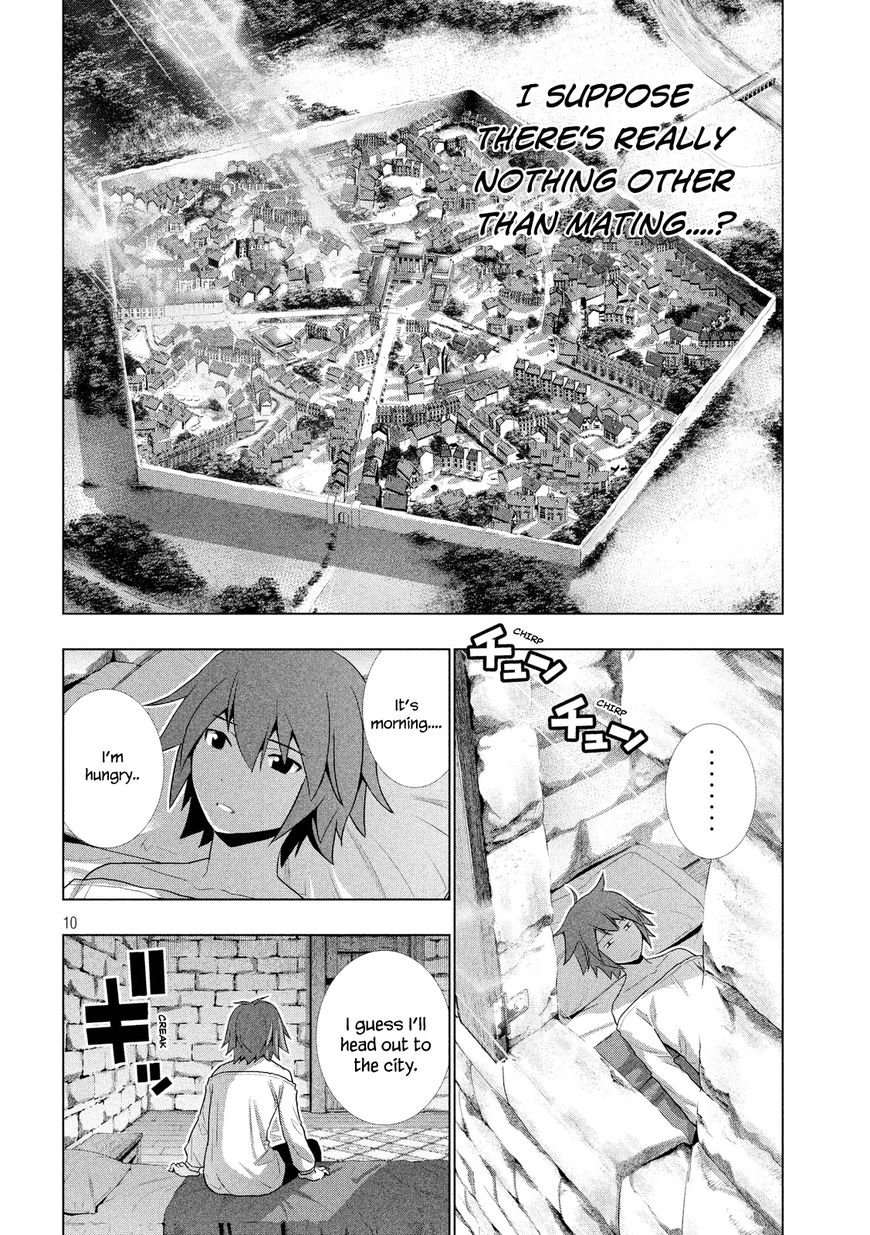 I SUPPOSE
THERE'S REALLY
NOTHING OTHER
THAN MATING....?
チュン
CHIRP
チュン
CHIRP
........
It's
morning....
I'm
hungry..
10
ギシ
CREAK
I guess I'll
head out to
the city.